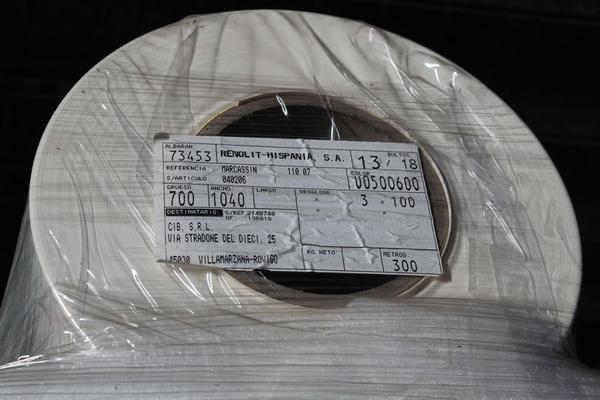 ALBARAN
73453
RENOLIT-HISPANIA, S.A.
13 / 18
BULTOS
REFERENCIA MARCASSIN 110 07
S/ARTICULO: 040206
COLOR
00500600
GRUESO
700
ANCHO
1040
LARGO
DESGLOSE
x 3 x 100
x x
DESTINATARIO: S/REF 2140740
OF 136616
CIB. S.R.L.
VIA STRADONE DEL DIECI, 25
45030 VILLAMARZANA-ROVIGO
KG NETO
METROS:
300